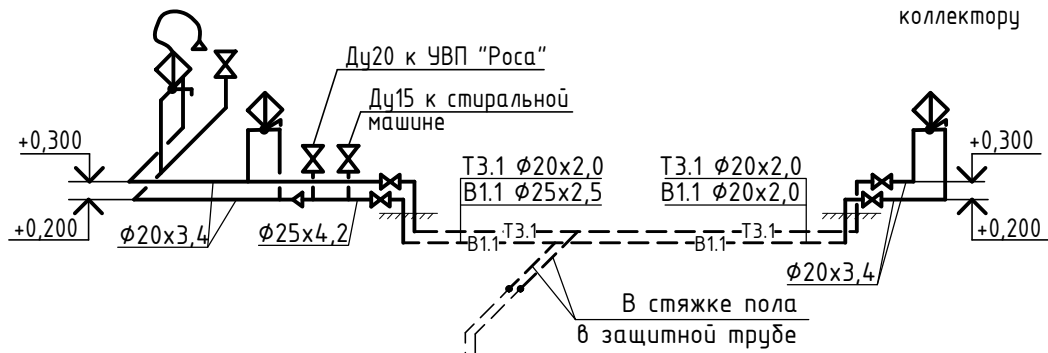 коллектору
Ду20 к УВП "Роса"
Ду15 к стиральной
машине
+0,300
+0,200
Ф20х3,4
Ф25х4,2
Т3.1 Ф20х2,0
В1.1 Ф25х2,5
Т3.1 Ф20х2,0
В1.1 Ф20х2,0
+0,300
+0,200
Т3.1
В1.1
Т3.1
В1.1
Ф20х3,4
В стяжке пола
в защитной трубе